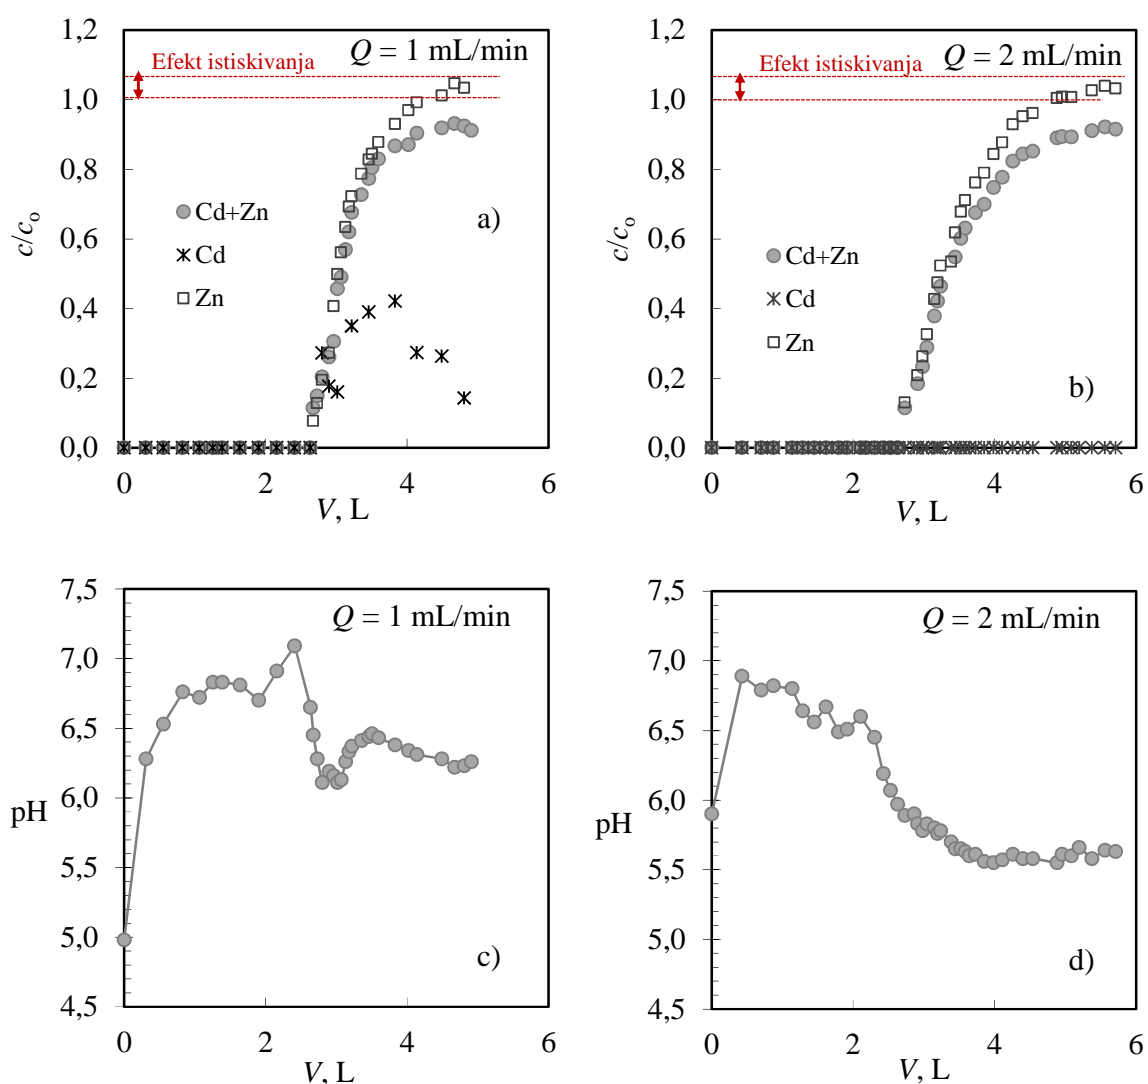 1,2
1,0
0,8
0,6
0,4
0,2
0,0
0
2
4
6
c/co
V, L
Efekt istiskivanja
Q = 1 mL/min
Cd+Zn
Cd
Zn
a)
1,2
1,0
0,8
0,6
0,4
0,2
0,0
0
2
4
6
c/co
V, L
Efekt istiskivanja
Q = 2 mL/min
Cd+Zn
Cd
Zn
b)
7,5
7,0
6,5
6,0
5,5
5,0
4,5
0
2
4
6
pH
V, L
Q = 1 mL/min
c)
7,5
7,0
6,5
6,0
5,5
5,0
4,5
0
2
4
6
pH
V, L
Q = 2 mL/min
d)